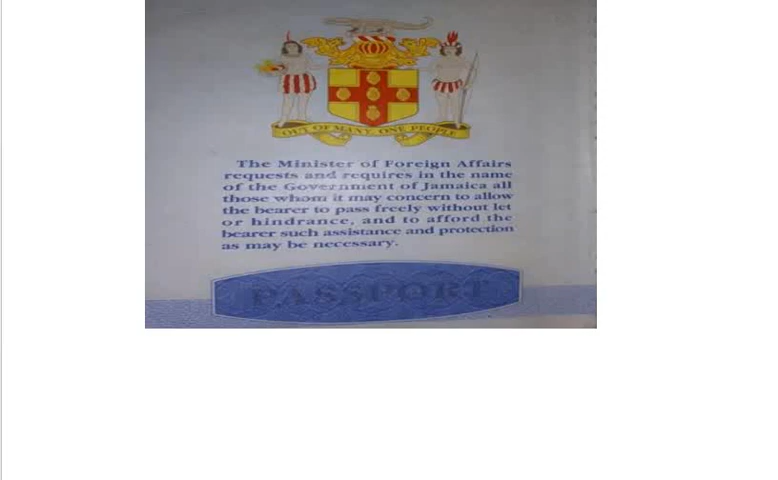 OUT OF MANY, ONE PEOPLE
The Minister of Foreign Affairs
requests and requires in the name
of the Government of Jamaica all
those whom it may concern to allow
the bearer to pass freely without let
or hindrance, and to afford the
bearer such assistance and protection
as may be necessary.
PASSPORT